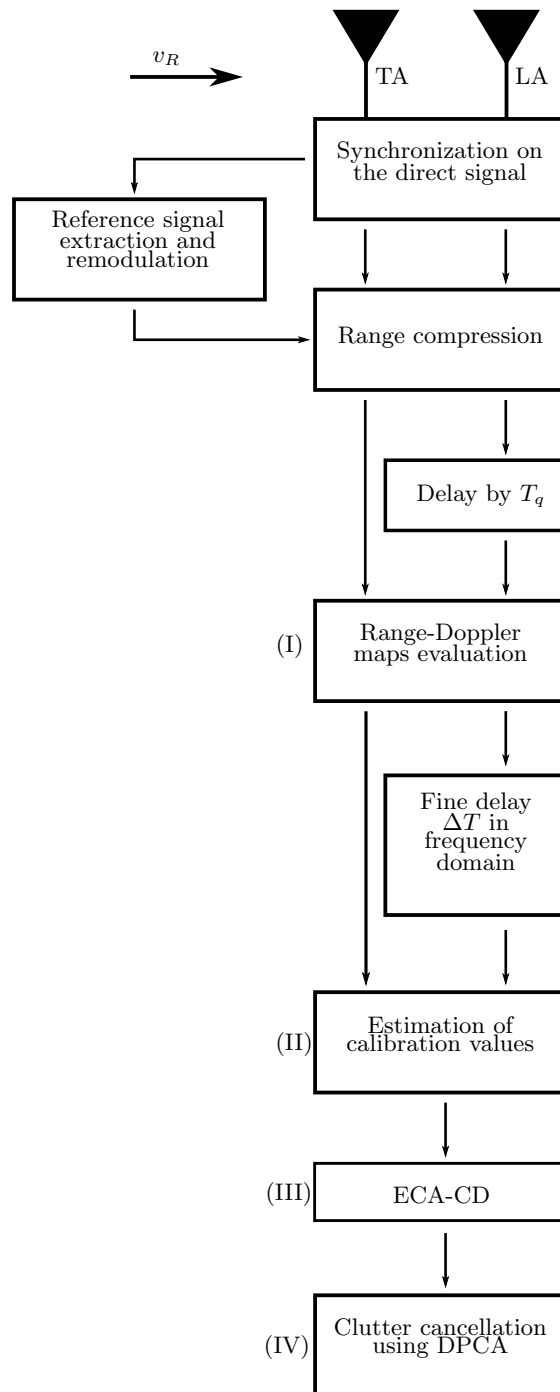 v_R
TA
LA
Synchronization on
the direct signal
Reference signal
extraction and
remodulation
Range compression
Delay by T_q
(I)
Range-Doppler
maps evaluation
Fine delay
ΔT in
frequency
domain
(II)
Estimation of
calibration values
(III)
ECA-CD
(IV)
Clutter cancellation
using DPCA